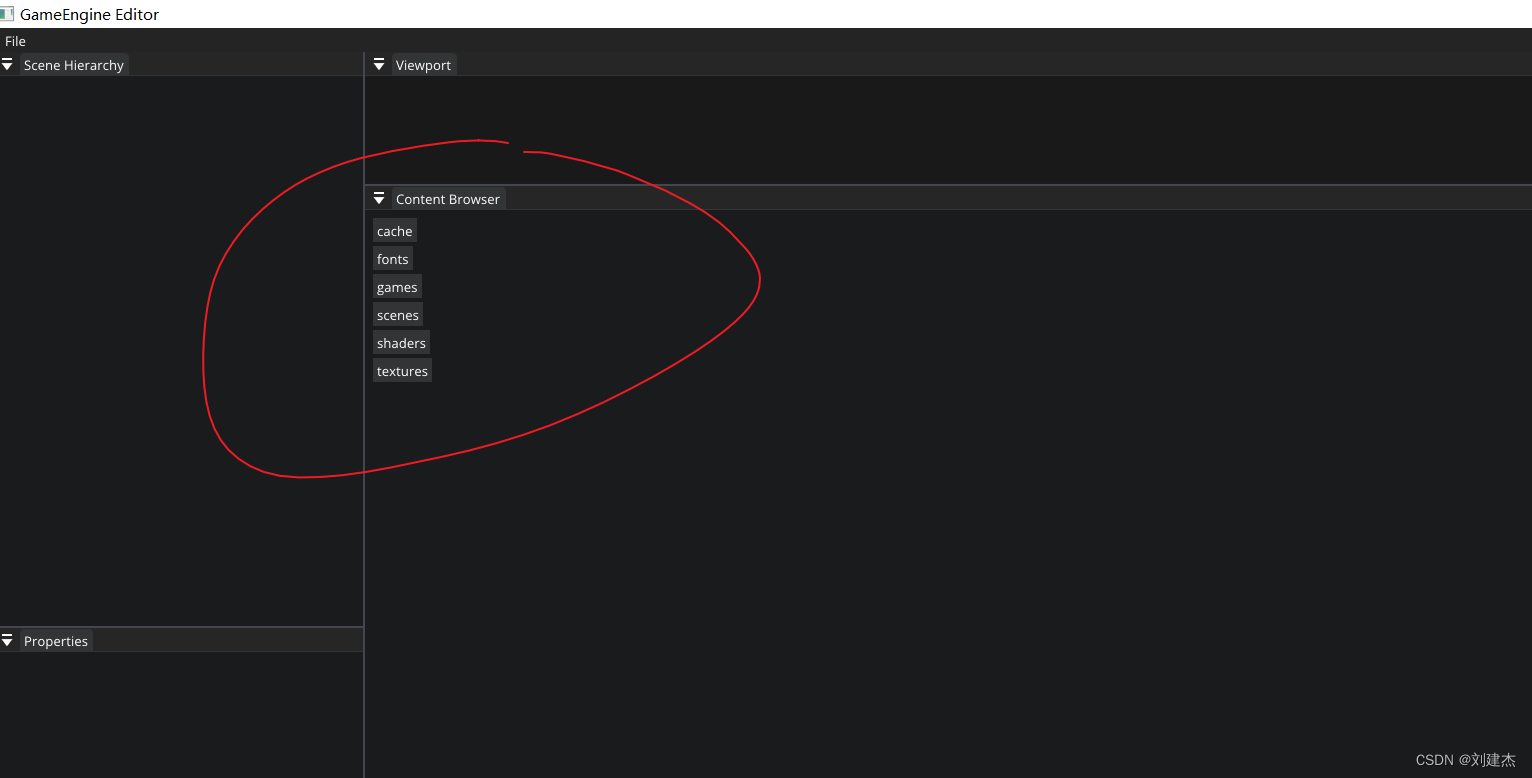 GameEngine Editor
File
Scene Hierarchy
Viewport
Content Browser
cache
fonts
games
scenes
shaders
textures
Properties
CSDN @刘建杰